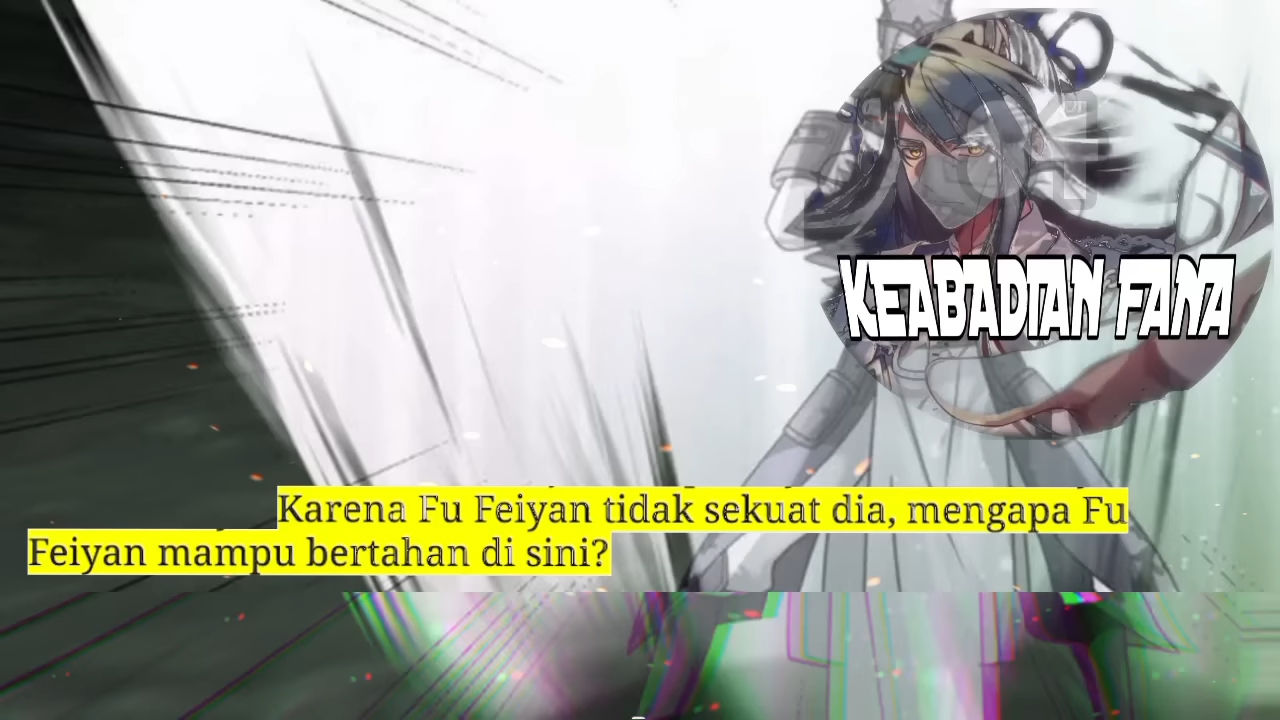 KEABADIAN FANA
Karena Fu Feiyan tidak sekuat dia, mengapa Fu
Feiyan mampu bertahan di sini?